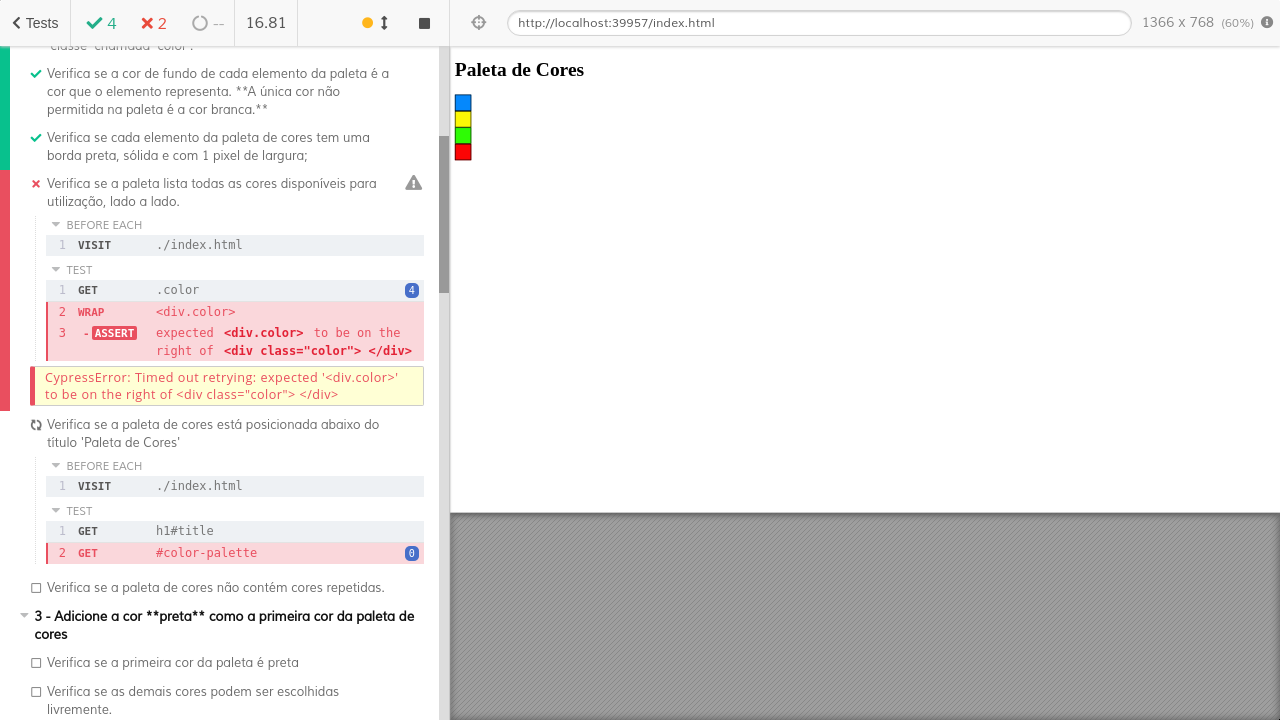 Tests
4
2
--
16.81
http://localhost:39957/index.html
1366 x 768 (60%)
classe 'chamada 'color'.
Verifica se a cor de fundo de cada elemento da paleta é a
cor que o elemento representa. **A única cor não
permitida na paleta é a cor branca.**
Verifica se cada elemento da paleta de cores tem uma
borda preta, sólida e com 1 pixel de largura;
Verifica se a paleta lista todas as cores disponíveis para
utilização, lado a lado.
BEFORE EACH
1 VISIT ./index.html
TEST
1 GET .color 4
2 WRAP <div.color>
3 -ASSERT expected <div.color> to be on the
right of <div class="color"> </div>
CypressError: Timed out retrying: expected '<div.color>'
to be on the right of <div class="color"> </div>
Verifica se a paleta de cores está posicionada abaixo do
título 'Paleta de Cores'
BEFORE EACH
1 VISIT ./index.html
TEST
1 GET h1#title
2 GET #color-palette 0
Verifica se a paleta de cores não contém cores repetidas.
3 - Adicione a cor **preta** como a primeira cor da paleta de
cores
Verifica se a primeira cor da paleta é preta
Verifica se as demais cores podem ser escolhidas
livremente.
Paleta de Cores